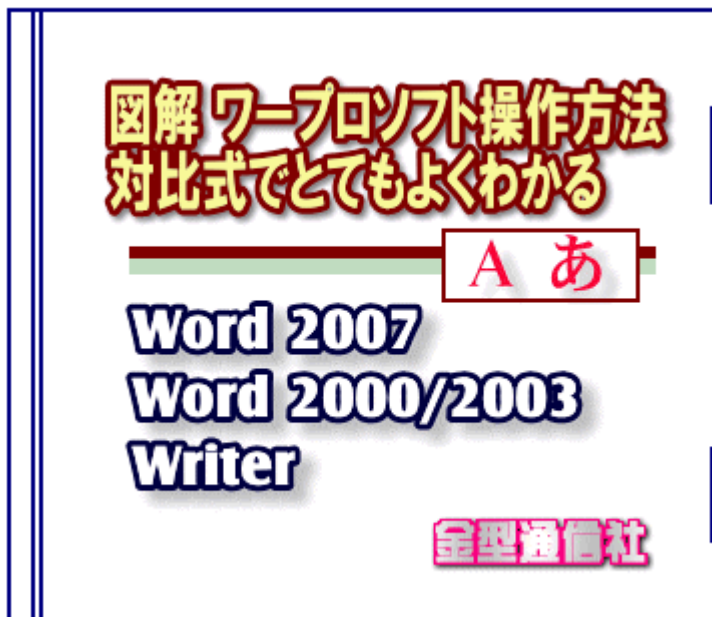 図解 ワープロソフト操作方法
対比式でとてもよくわかる
A あ
Word 2007
Word 2000/2003
Writer
金型通信社